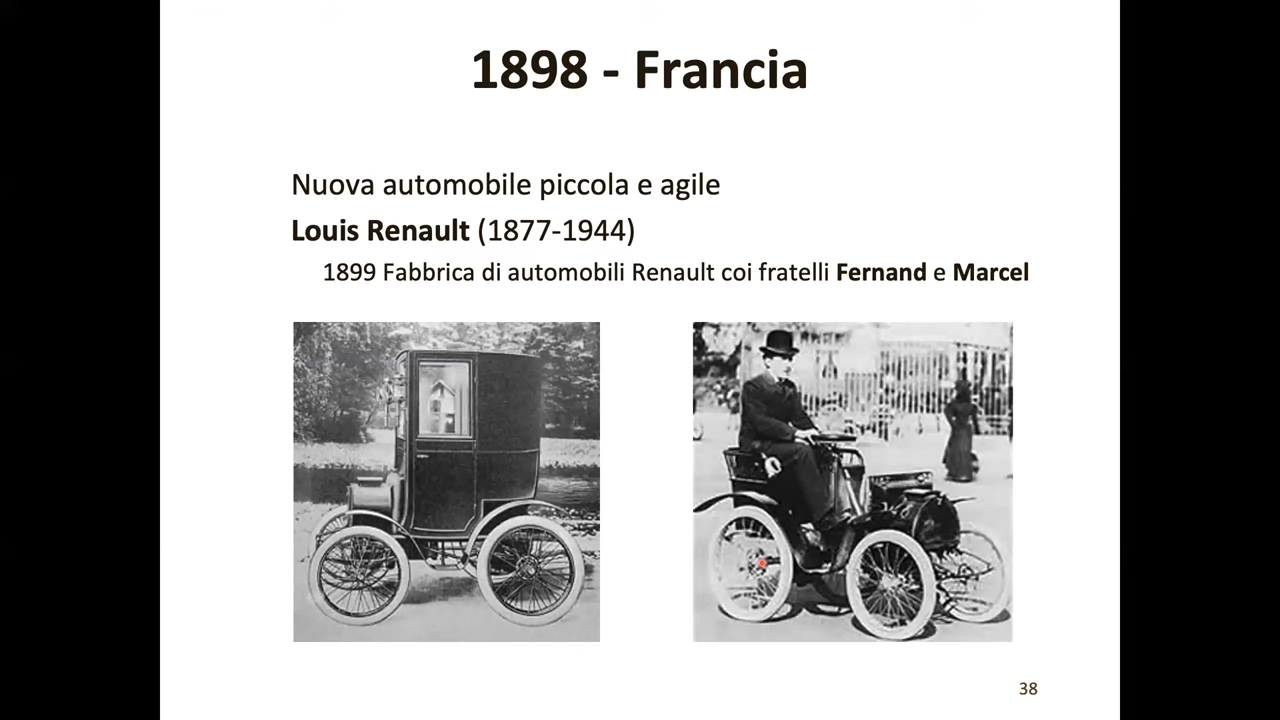 1898 - Francia
Nuova automobile piccola e agile
Louis Renault (1877-1944)
1899 Fabbrica di automobili Renault coi fratelli Fernand e Marcel
38